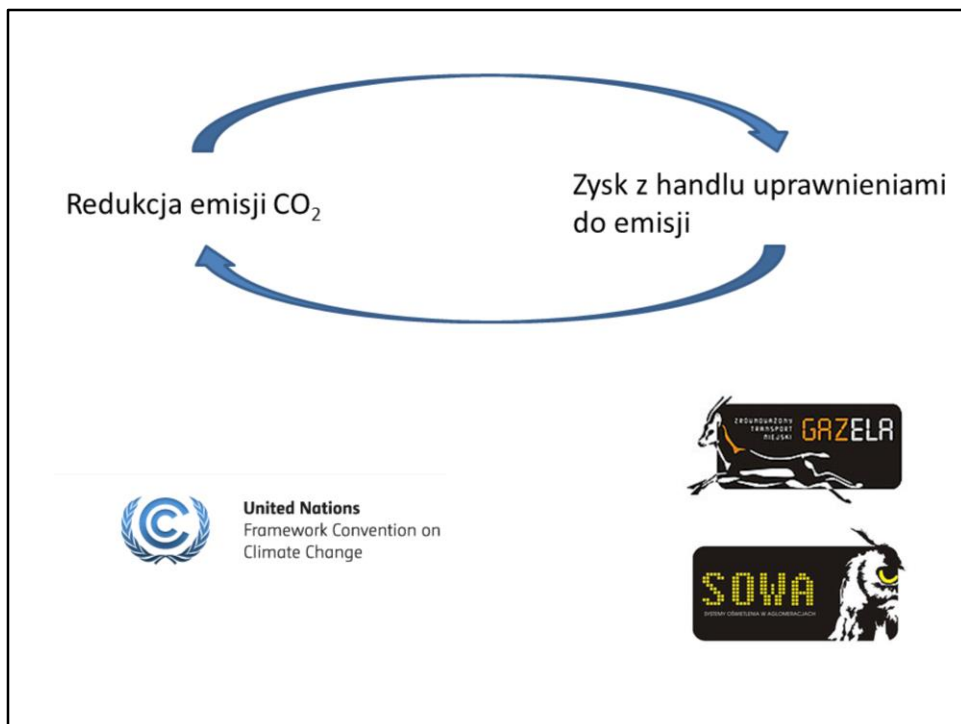 Redukcja emisji CO₂
Zysk z handlu uprawnieniami
do emisji
United Nations
Framework Convention on
Climate Change
ZRÓWNOWAŻONY
TRANSPORT
MIEJSKI
GAZELA
SOWA
SYSTEMY OŚWIETLENIA W AGLOMERACJACH